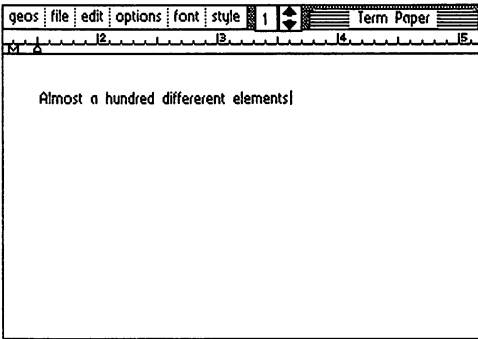 geos file edit options font style 1 Term Paper
2 3 4 5
M
Almost a hundred differerent elements